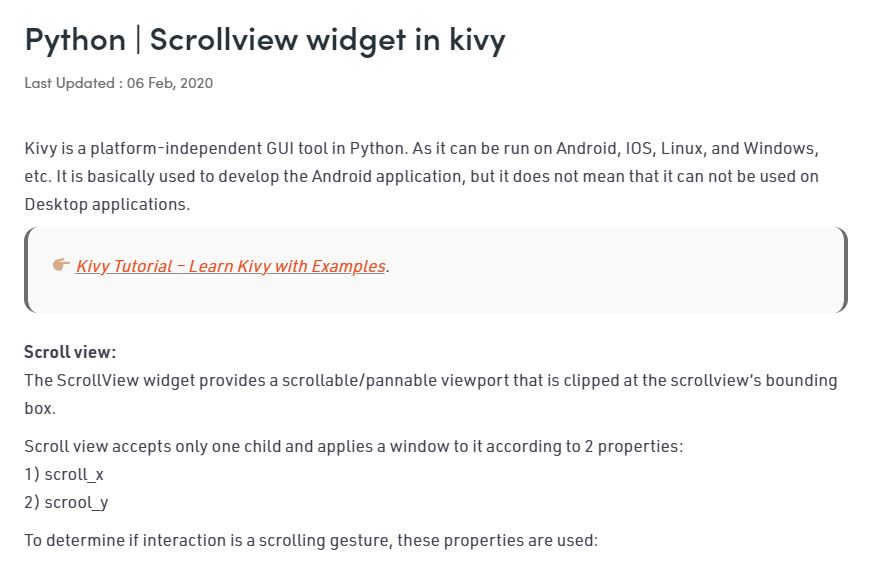 Python | Scrollview widget in kivy
Last Updated : 06 Feb, 2020
Kivy is a platform-independent GUI tool in Python. As it can be run on Android, IOS, Linux, and Windows,
etc. It is basically used to develop the Android application, but it does not mean that it can not be used on
Desktop applications.
👉🏽 Kivy Tutorial – Learn Kivy with Examples.
Scroll view:
The ScrollView widget provides a scrollable/pannable viewport that is clipped at the scrollview’s bounding
box.
Scroll view accepts only one child and applies a window to it according to 2 properties:
1) scroll_x
2) scrool_y
To determine if interaction is a scrolling gesture, these properties are used: